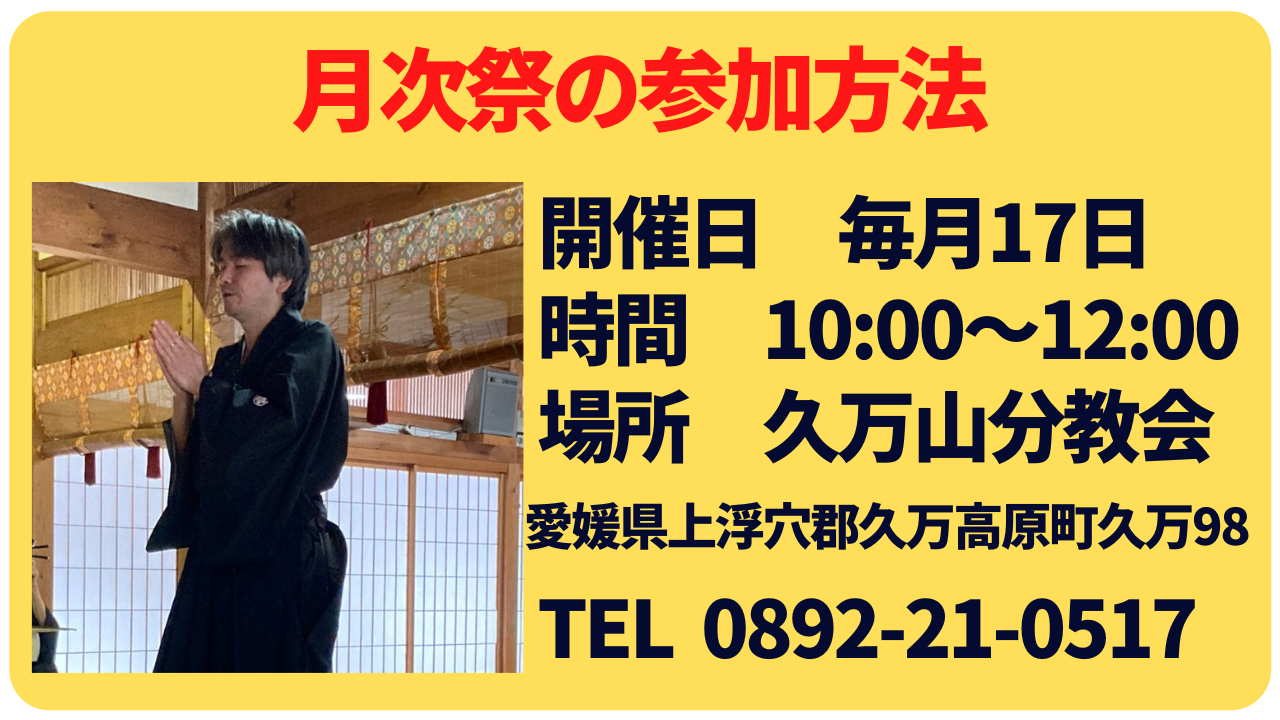 月次祭の参加方法
開催日　毎月17日
時間　10:00～12:00
場所　久万山分教会
愛媛県上浮穴郡久万高原町久万98
TEL 0892-21-0517